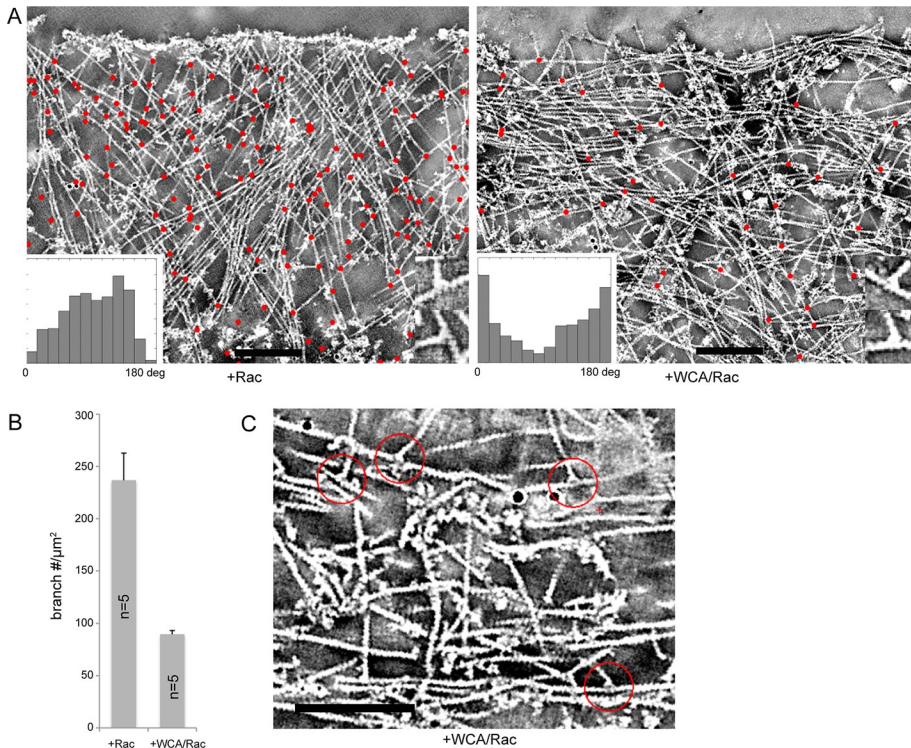 A
0
180 deg
+Rac
0
180 deg
+WCA/Rac
B
300
250
200
150
100
50
0
branch #/µm²
n=5
n=5
+Rac
+WCA/Rac
C
+WCA/Rac